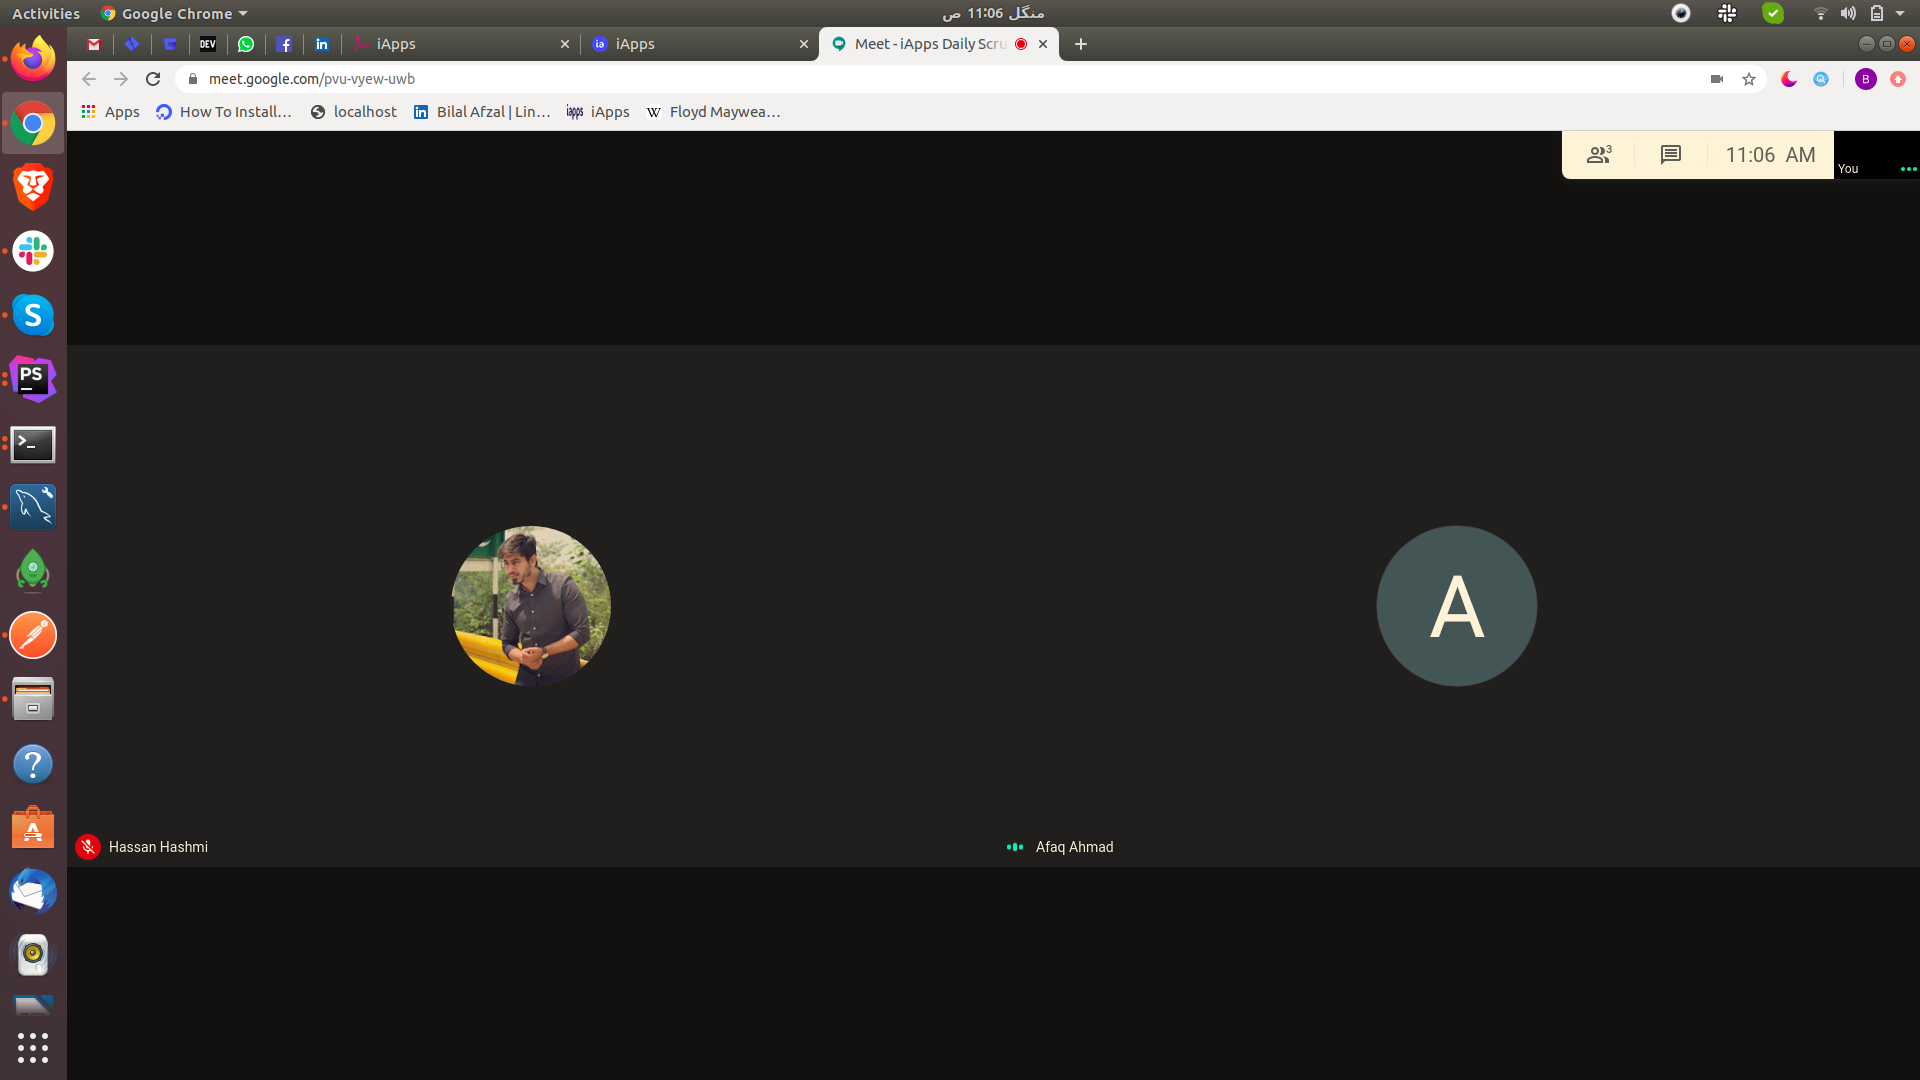 Activities
Google Chrome
منگل 11:06 ص
DEV
iApps
iApps
Meet - iApps Daily Scru
meet.google.com/pvu-vyew-uwb
B
Apps
How To Install…
localhost
Bilal Afzal | Lin…
iapps iApps
W Floyd Maywea…
3
11:06 AM
You
S
PS
A
Hassan Hashmi
Afaq Ahmad